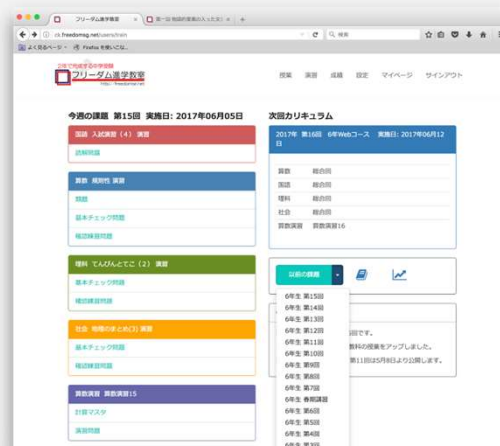 フリーダム進学教室
第一回 物語的要素の入った文
ck.freedomsg.net/users/train
検索
よく見るページ
Firefox を使いこな...
2年で完成する中学受験
フリーダム進学教室
http://freedomsg.net
授業 演習 成績 設定 マイページ サインアウト
今週の課題 第15回 実施日: 2017年06月05日
国語 入試演習(4) 演習
読解問題
算数 規則性 演習
例題
基本チェック問題
確認練習問題
理科 てんびんとてこ(2) 演習
基本チェック問題
確認練習問題
社会 地理のまとめ(3) 演習
基本チェック問題
確認練習問題
算数演習 算数演習15
計算マスタ
演習問題
次回カリキュラム
2017年 第16回 6年Webコース 実施日: 2017年06月12日
算数 総合回
国語 総合回
理科 総合回
社会 総合回
算数演習 算数演習16
以前の課題
6年生 第15回
6年生 第14回
6年生 第13回
6年生 第12回
6年生 第11回
6年生 第10回
6年生 第9回
6年生 第8回
6年生 第7回
6年生 春期講習
6年生 第6回
6年生 第5回
6年生 第4回
6年生 第3回
回です。
教科の授業をアップしました。
第11回は5月8日より公開します。